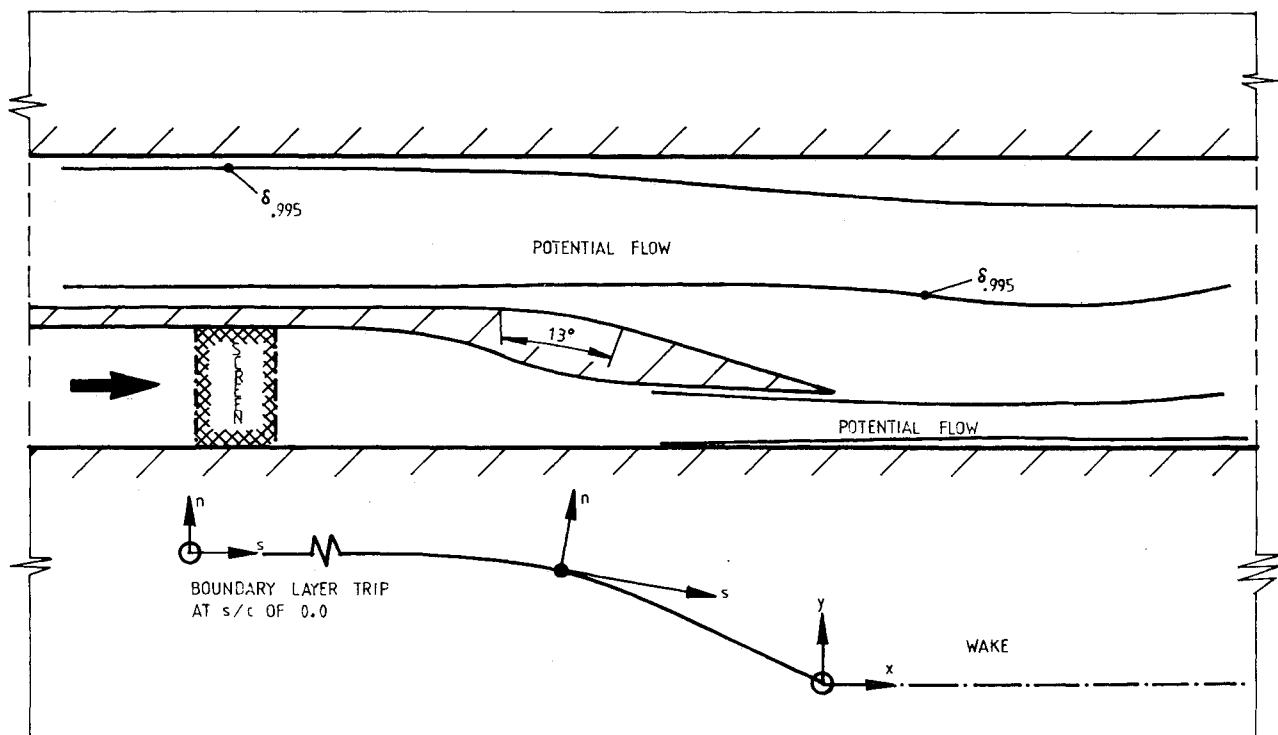 δ.995
POTENTIAL FLOW
δ.995
13°
SCREEN
POTENTIAL FLOW
n
s
BOUNDARY LAYER TRIP
AT s/c OF 0.0
n
s
y
x
WAKE